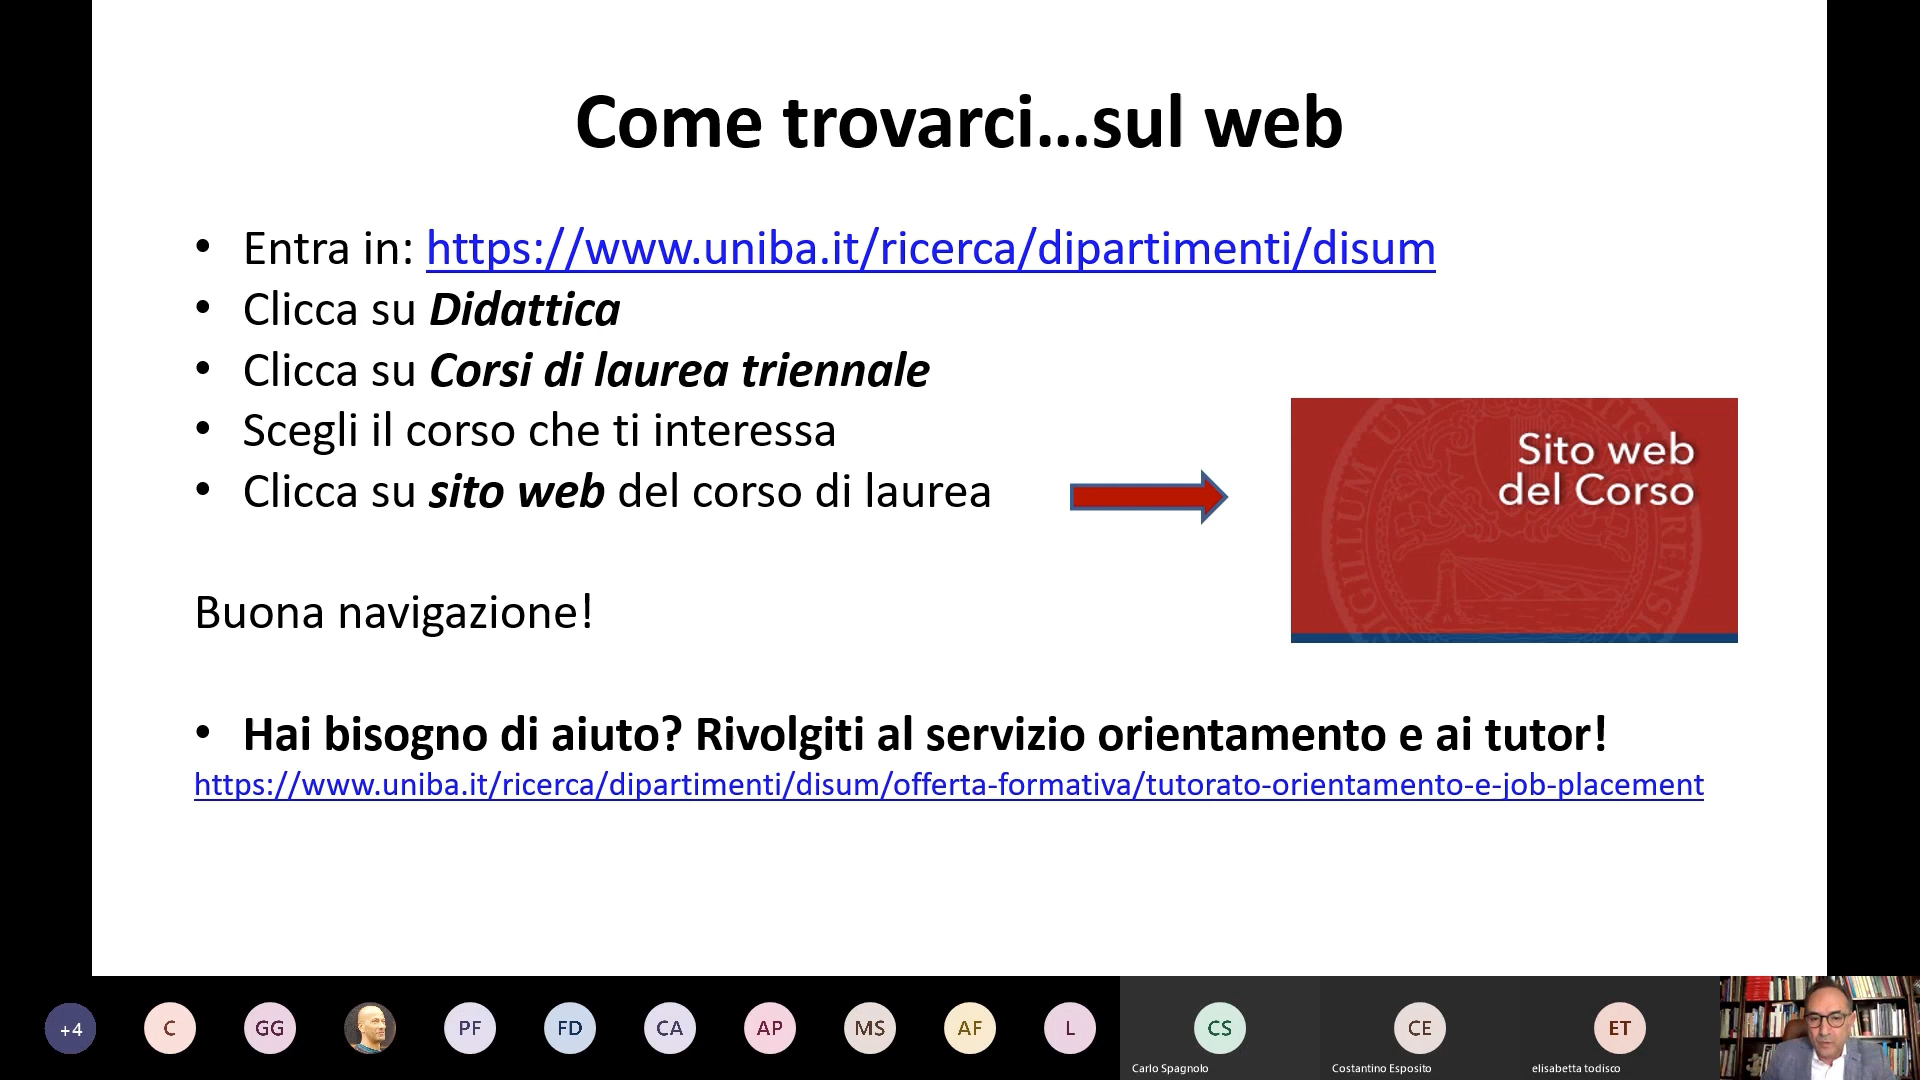 Come trovarci...sul web
• Entra in: https://www.uniba.it/ricerca/dipartimenti/disum
• Clicca su Didattica
• Clicca su Corsi di laurea triennale
• Scegli il corso che ti interessa
• Clicca su sito web del corso di laurea
Sito web
del Corso
Buona navigazione!
• Hai bisogno di aiuto? Rivolgiti al servizio orientamento e ai tutor!
https://www.uniba.it/ricerca/dipartimenti/disum/offerta-formativa/tutorato-orientamento-e-job-placement
+4 C GG PF FD CA AP MS AF L CS CE ET
Carlo Spagnolo Costantino Esposito elisabetta todisco